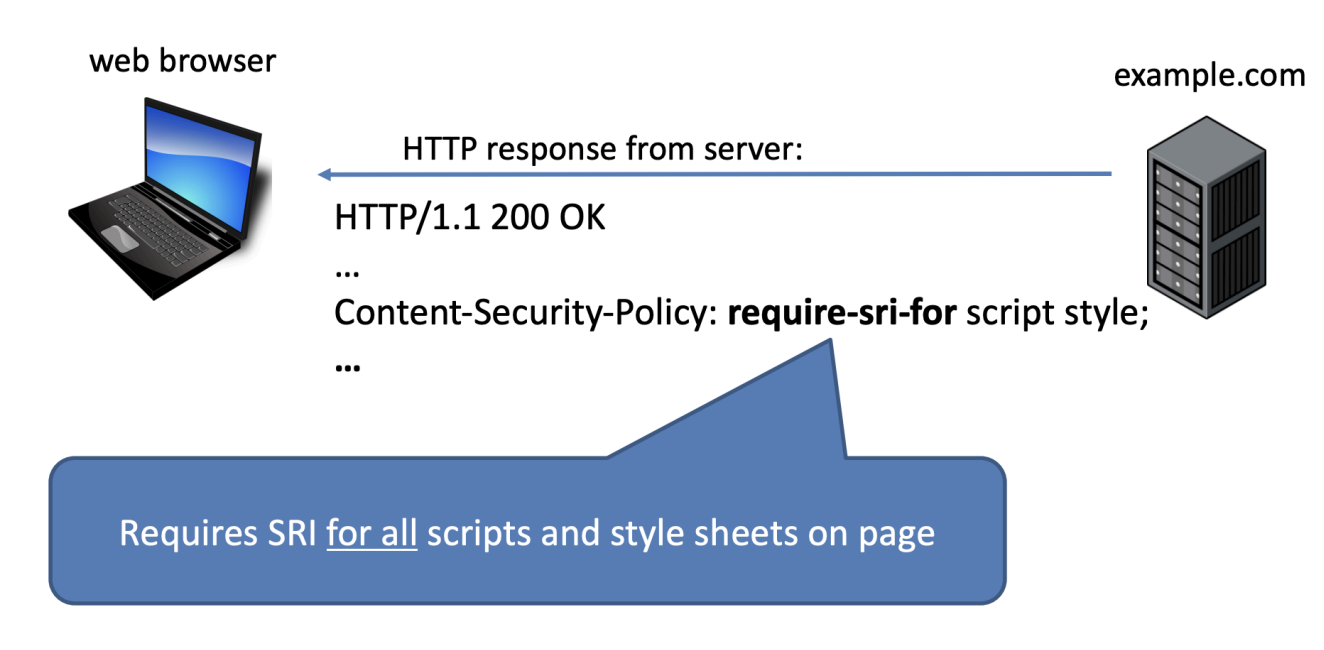 web browser
example.com
HTTP response from server:
HTTP/1.1 200 OK
…
Content-Security-Policy: require-sri-for script style;
…
Requires SRI for all scripts and style sheets on page